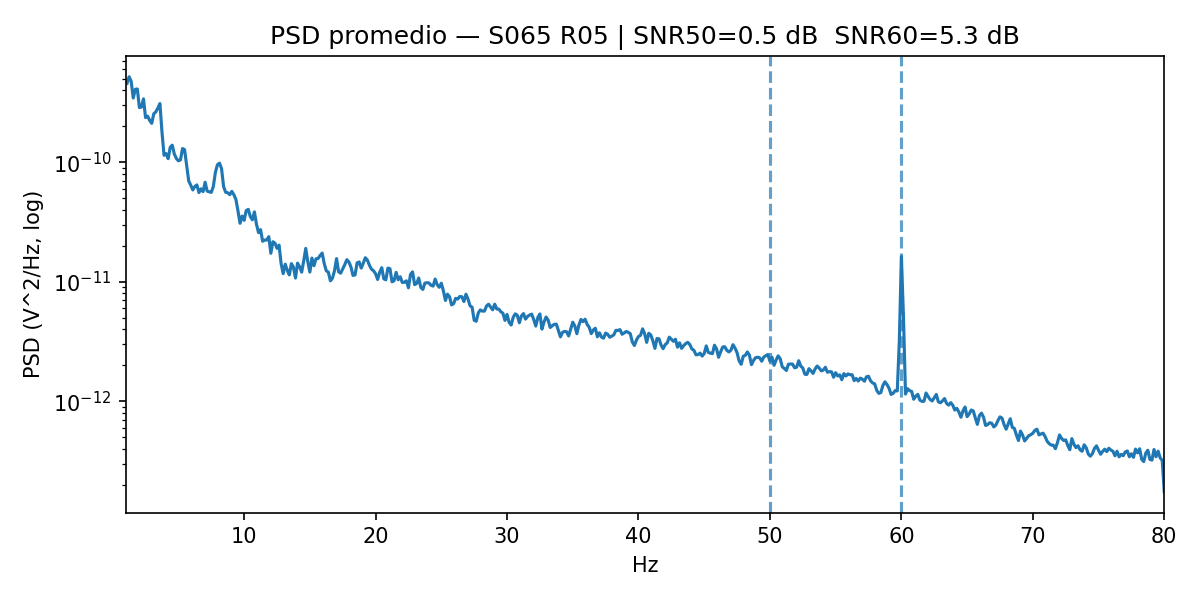 PSD promedio — S065 R05 | SNR50=0.5 dB  SNR60=5.3 dB
PSD (V^2/Hz, log)
10⁻¹⁰
10⁻¹¹
10⁻¹²
10 20 30 40 50 60 70 80
Hz